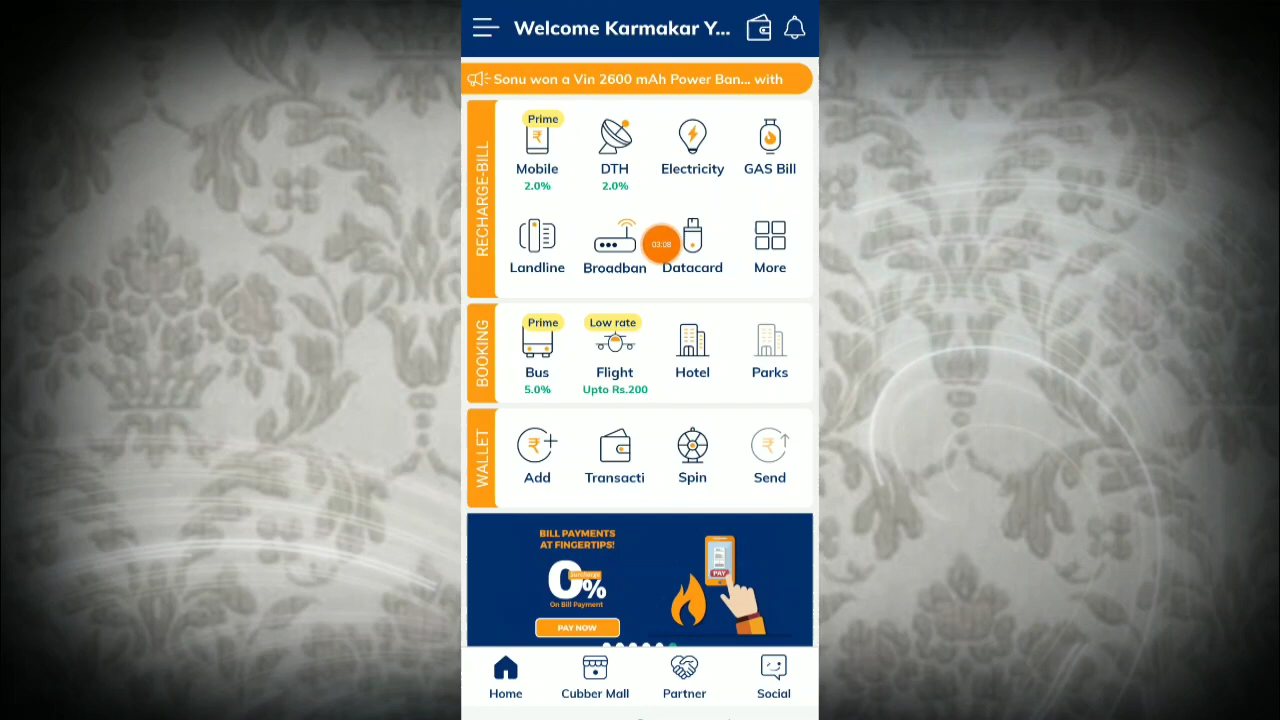 Welcome Karmakar Y...
Sonu won a Vin 2600 mAh Power Ban... with
RECHARGE-BILL
Prime
Mobile
2.0%
DTH
2.0%
Electricity
GAS Bill
Landline
Broadban
03:08
Datacard
More
BOOKING
Prime
Bus
5.0%
Low rate
Flight
Upto Rs.200
Hotel
Parks
WALLET
Add
Transacti
Spin
Send
BILL PAYMENTS
AT FINGERTIPS!
0%
surcharge
On Bill Payment
PAY NOW
PAY
Home
Cubber Mall
Partner
Social